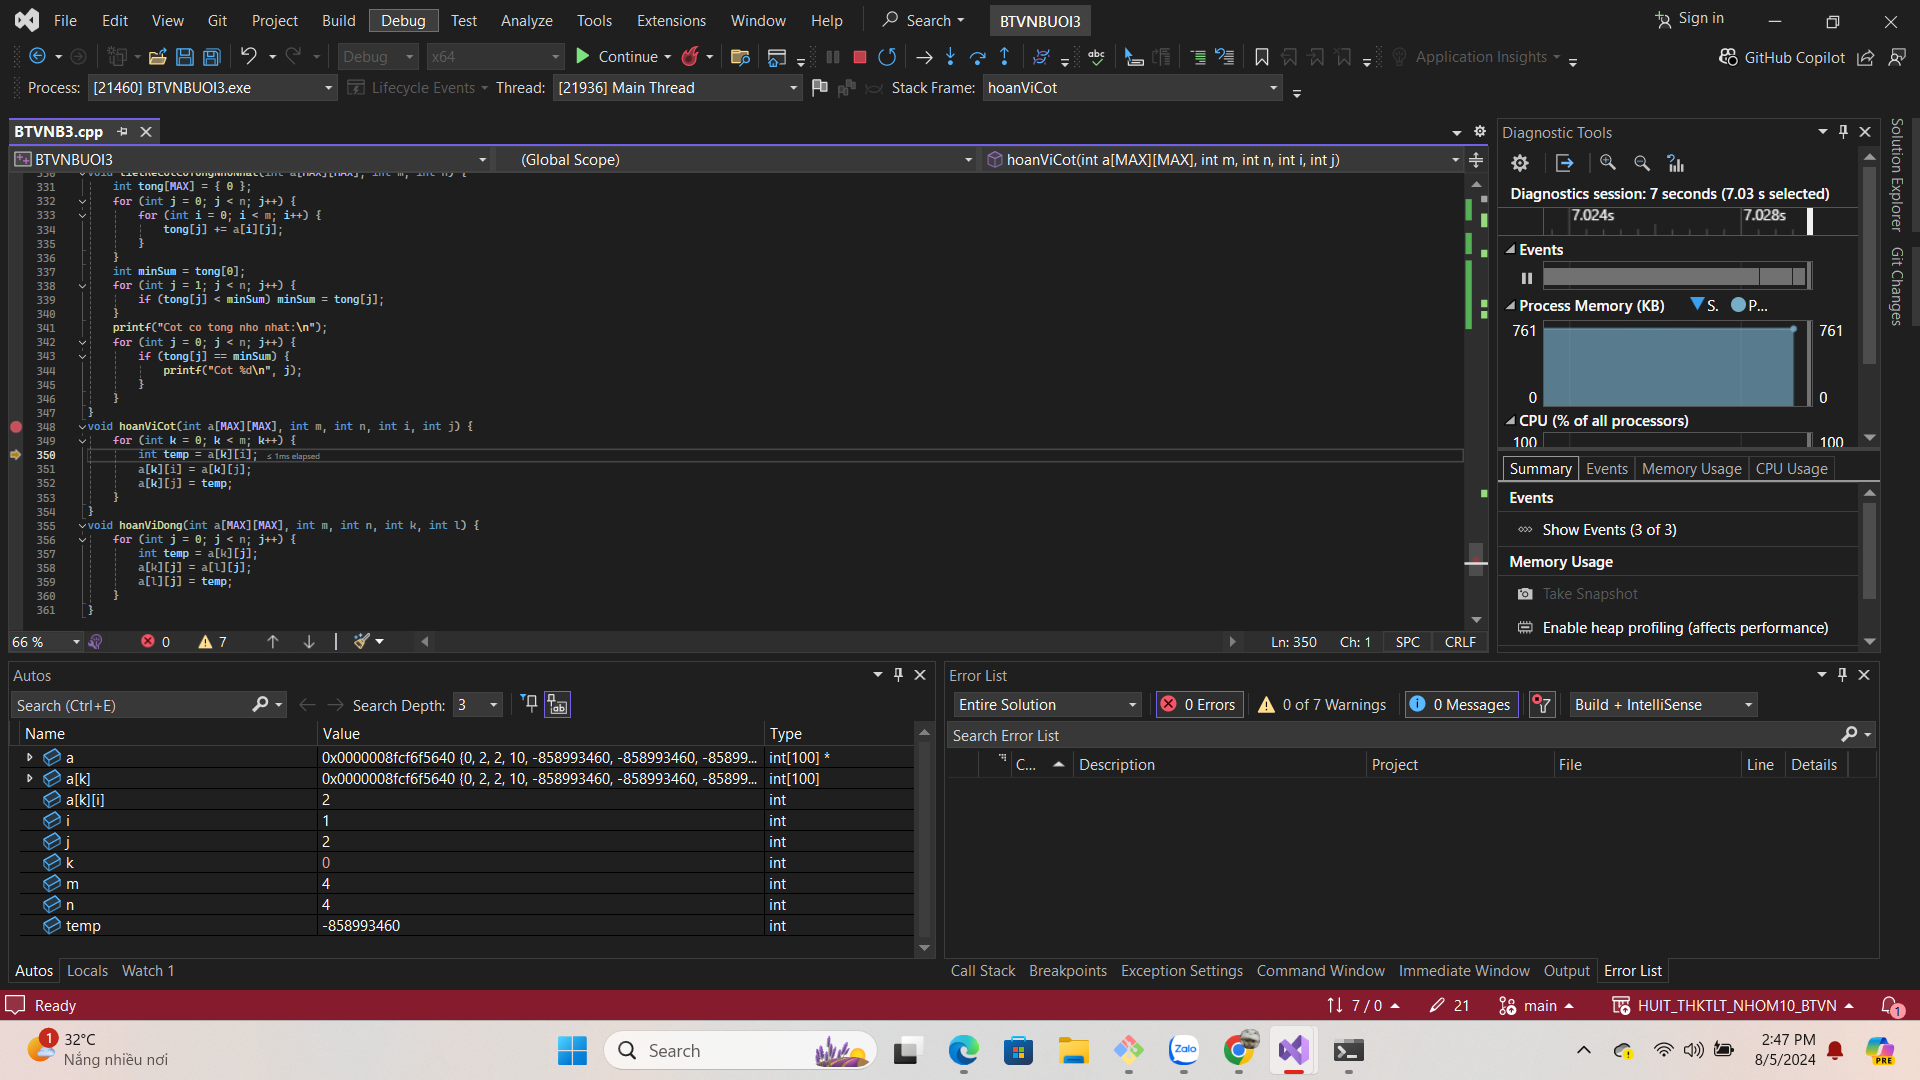 File Edit View Git Project Build Debug Test Analyze Tools Extensions Window Help Search BTVNBUOI3 Sign in
Debug x64 Continue Application Insights GitHub Copilot
Process: [21460] BTVNBUOI3.exe Lifecycle Events Thread: [21936] Main Thread Stack Frame: hoanViCot
BTVNB3.cpp
BTVNBUOI3 (Global Scope) hoanViCot(int a[MAX][MAX], int m, int n, int i, int j)
331 int tong[MAX] = { 0 };
332 for (int j = 0; j < n; j++) {
333 for (int i = 0; i < m; i++) {
334 tong[j] += a[i][j];
335 }
336 }
337 int minSum = tong[0];
338 for (int j = 1; j < n; j++) {
339 if (tong[j] < minSum) minSum = tong[j];
340 }
341 printf("Cot co tong nho nhat:\n");
342 for (int j = 0; j < n; j++) {
343 if (tong[j] == minSum) {
344 printf("Cot %d\n", j);
345 }
346 }
347 }
348 void hoanViCot(int a[MAX][MAX], int m, int n, int i, int j) {
349 for (int k = 0; k < m; k++) {
350 int temp = a[k][i]; ≤ 1ms elapsed
351 a[k][i] = a[k][j];
352 a[k][j] = temp;
353 }
354 }
355 void hoanViDong(int a[MAX][MAX], int m, int n, int k, int l) {
356 for (int j = 0; j < n; j++) {
357 int temp = a[k][j];
358 a[k][j] = a[l][j];
359 a[l][j] = temp;
360 }
361 }
66 % 0 7 Ln: 350 Ch: 1 SPC CRLF
Diagnostic Tools
Diagnostics session: 7 seconds (7.03 s selected)
7.024s 7.028s
Events
Process Memory (KB) S. P...
761 761
0 0
CPU (% of all processors)
100 100
Summary Events Memory Usage CPU Usage
Events
Show Events (3 of 3)
Memory Usage
Take Snapshot
Enable heap profiling (affects performance)
Solution Explorer
Git Changes
Autos
Search (Ctrl+E) Search Depth: 3
Name Value Type
a 0x0000008fcf6f5640 {0, 2, 2, 10, -858993460, -858993460, -85899... int[100] *
a[k] 0x0000008fcf6f5640 {0, 2, 2, 10, -858993460, -858993460, -85899... int[100]
a[k][i] 2 int
i 1 int
j 2 int
k 0 int
m 4 int
n 4 int
temp -858993460 int
Autos Locals Watch 1
Error List
Entire Solution 0 Errors 0 of 7 Warnings 0 Messages Build + IntelliSense
Search Error List
C... Description Project File Line Details
Call Stack Breakpoints Exception Settings Command Window Immediate Window Output Error List
Ready 7 / 0 21 main HUIT_THKTLT_NHOM10_BTVN 1
1 32°C
Nắng nhiều nơi
Search
Zalo
2:47 PM
8/5/2024
PRE